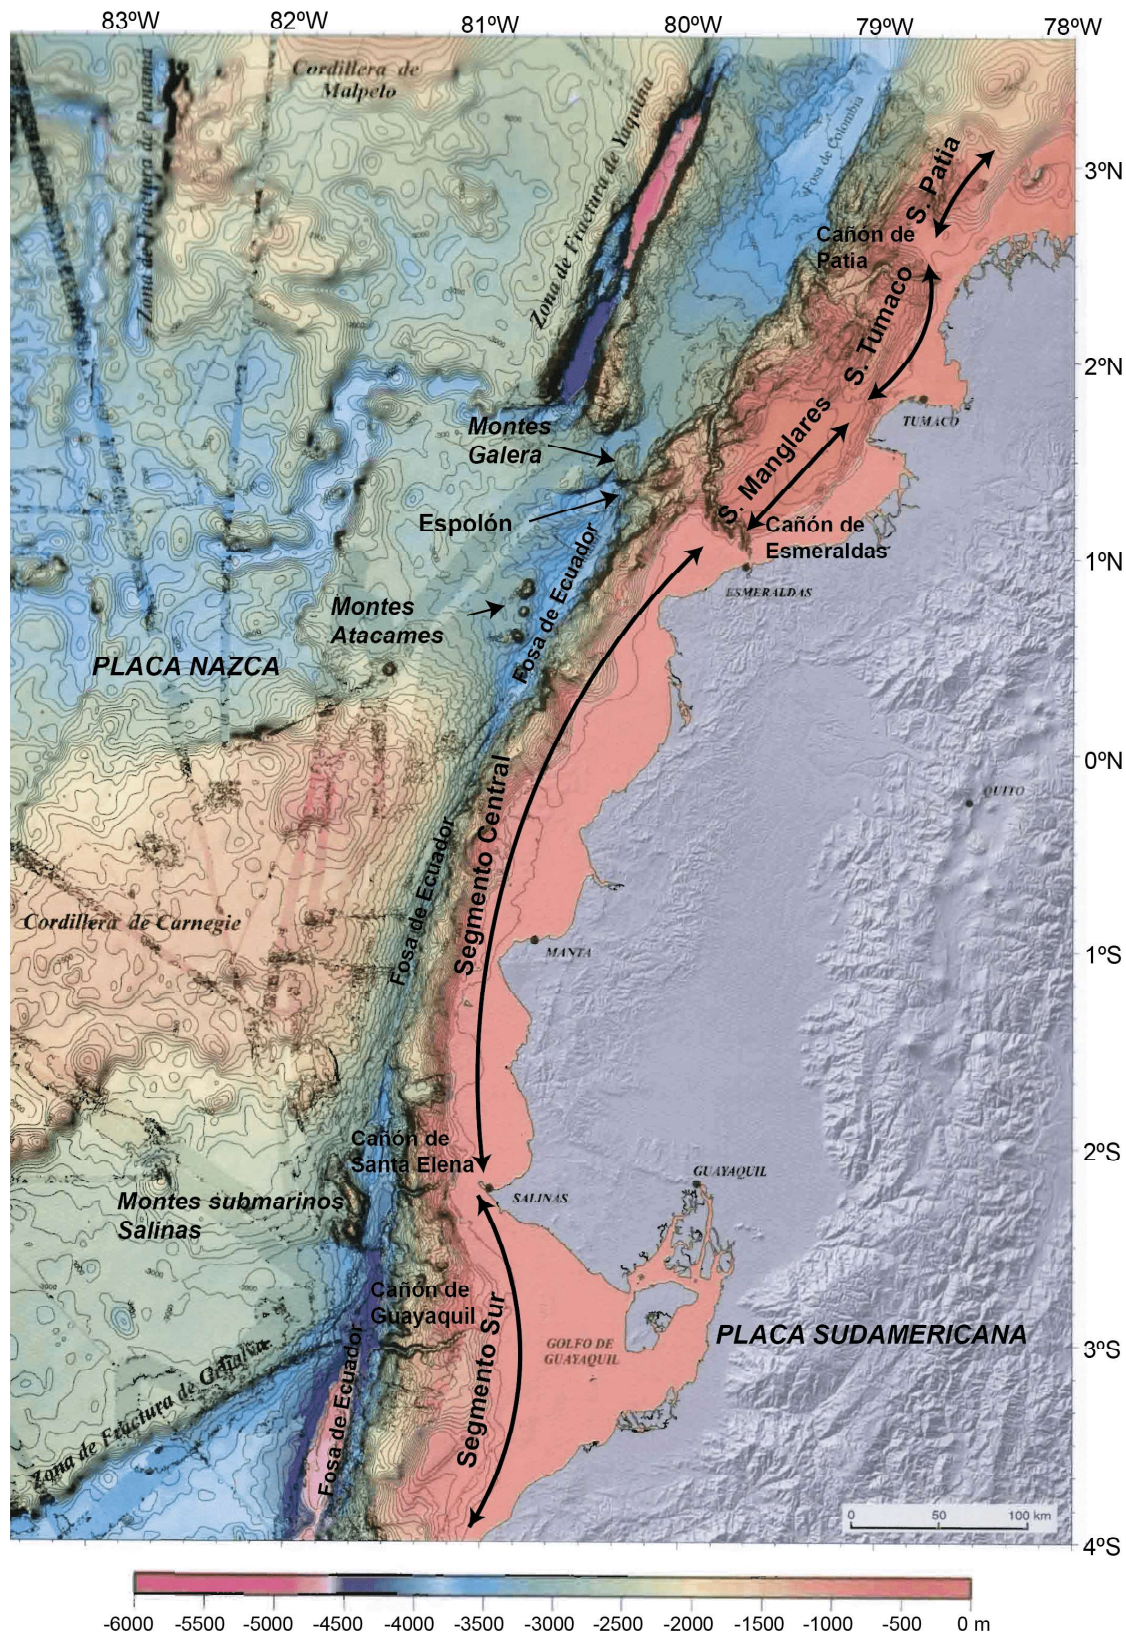 83ºW 82ºW 81ºW 80ºW 79ºW 78ºW
Cordillera de
Malpelo
Zona de Fractura de Panamá
Zona de Fractura de Yaquina
Fosa de Colombia
S. Patia
3ºN
Cañón de
Patia
S. Tumaco
2ºN
TUMACO
Montes
Galera
S. Manglares
Espolón
Cañón de
Esmeraldas
1ºN
ESMERALDAS
Fosa de Ecuador
Montes
Atacames
PLACA NAZCA
0ºN
QUITO
Segmento Central
Fosa de Ecuador
Cordillera de Carnegie
MANTA
1ºS
Cañón de
Santa Elena
2ºS
GUAYAQUIL
SALINAS
Montes submarinos
Salinas
Cañón de
Guayaquil
Segmento Sur
PLACA SUDAMERICANA
GOLFO DE
GUAYAQUIL
3ºS
Fosa de Ecuador
Zona de Fractura de Grijalva
0 50 100 km
4ºS
-6000 -5500 -5000 -4500 -4000 -3500 -3000 -2500 -2000 -1500 -1000 -500 0 m